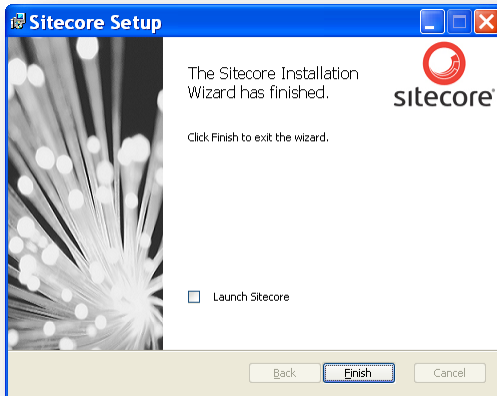 Sitecore Setup
The Sitecore Installation
Wizard has finished.
sitecore
Click Finish to exit the wizard.
Launch Sitecore
Back
Finish
Cancel